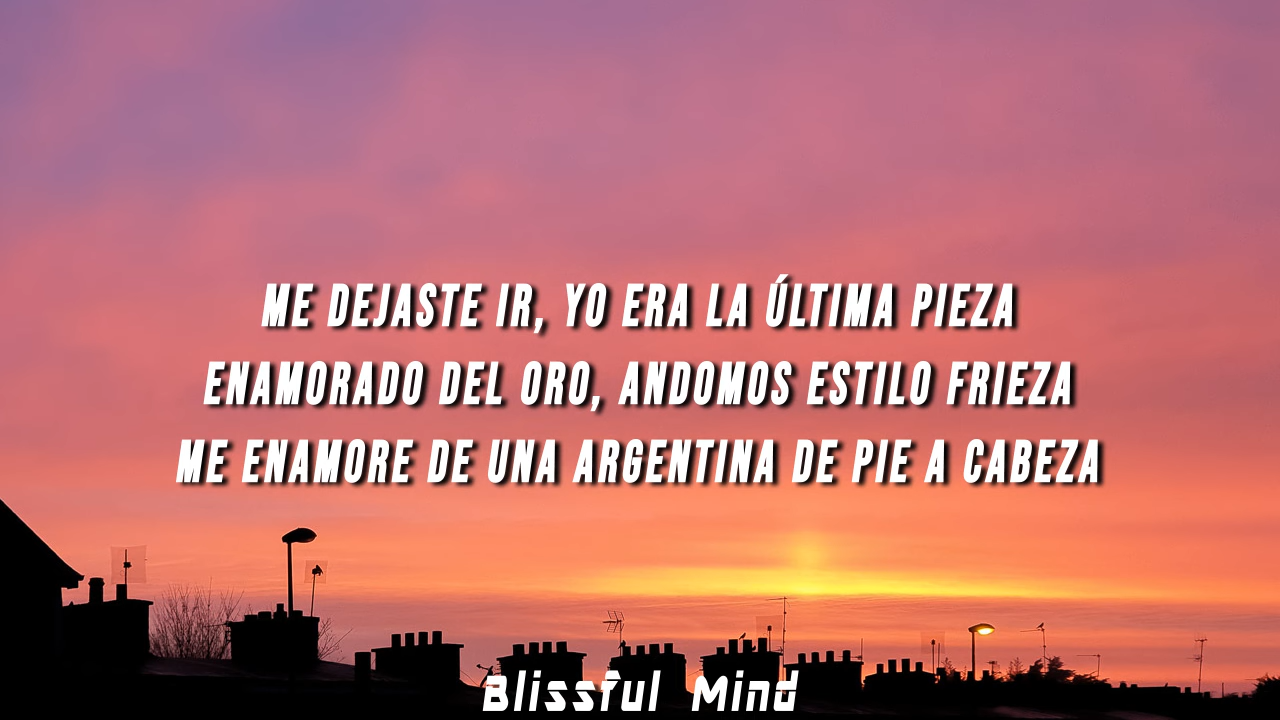 ME DEJASTE IR, YO ERA LA ÚLTIMA PIEZA
ENAMORADO DEL ORO, ANDOMOS ESTILO FRIEZA
ME ENAMORE DE UNA ARGENTINA DE PIE A CABEZA
Blissful Mind